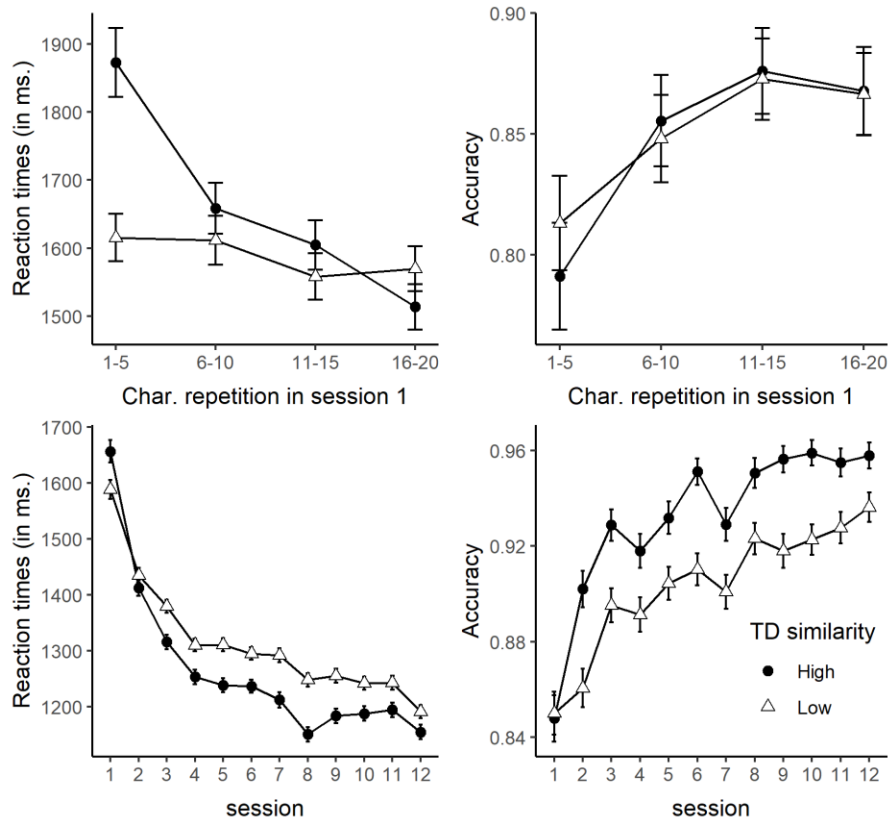 Reaction times (in ms.)
1900
1800
1700
1600
1500
1-5 6-10 11-15 16-20
Char. repetition in session 1
Accuracy
0.90
0.85
0.80
1-5 6-10 11-15 16-20
Char. repetition in session 1
Reaction times (in ms.)
1700
1600
1500
1400
1300
1200
1 2 3 4 5 6 7 8 9 10 11 12
session
Accuracy
0.96
0.92
0.88
0.84
TD similarity
High
Low
1 2 3 4 5 6 7 8 9 10 11 12
session